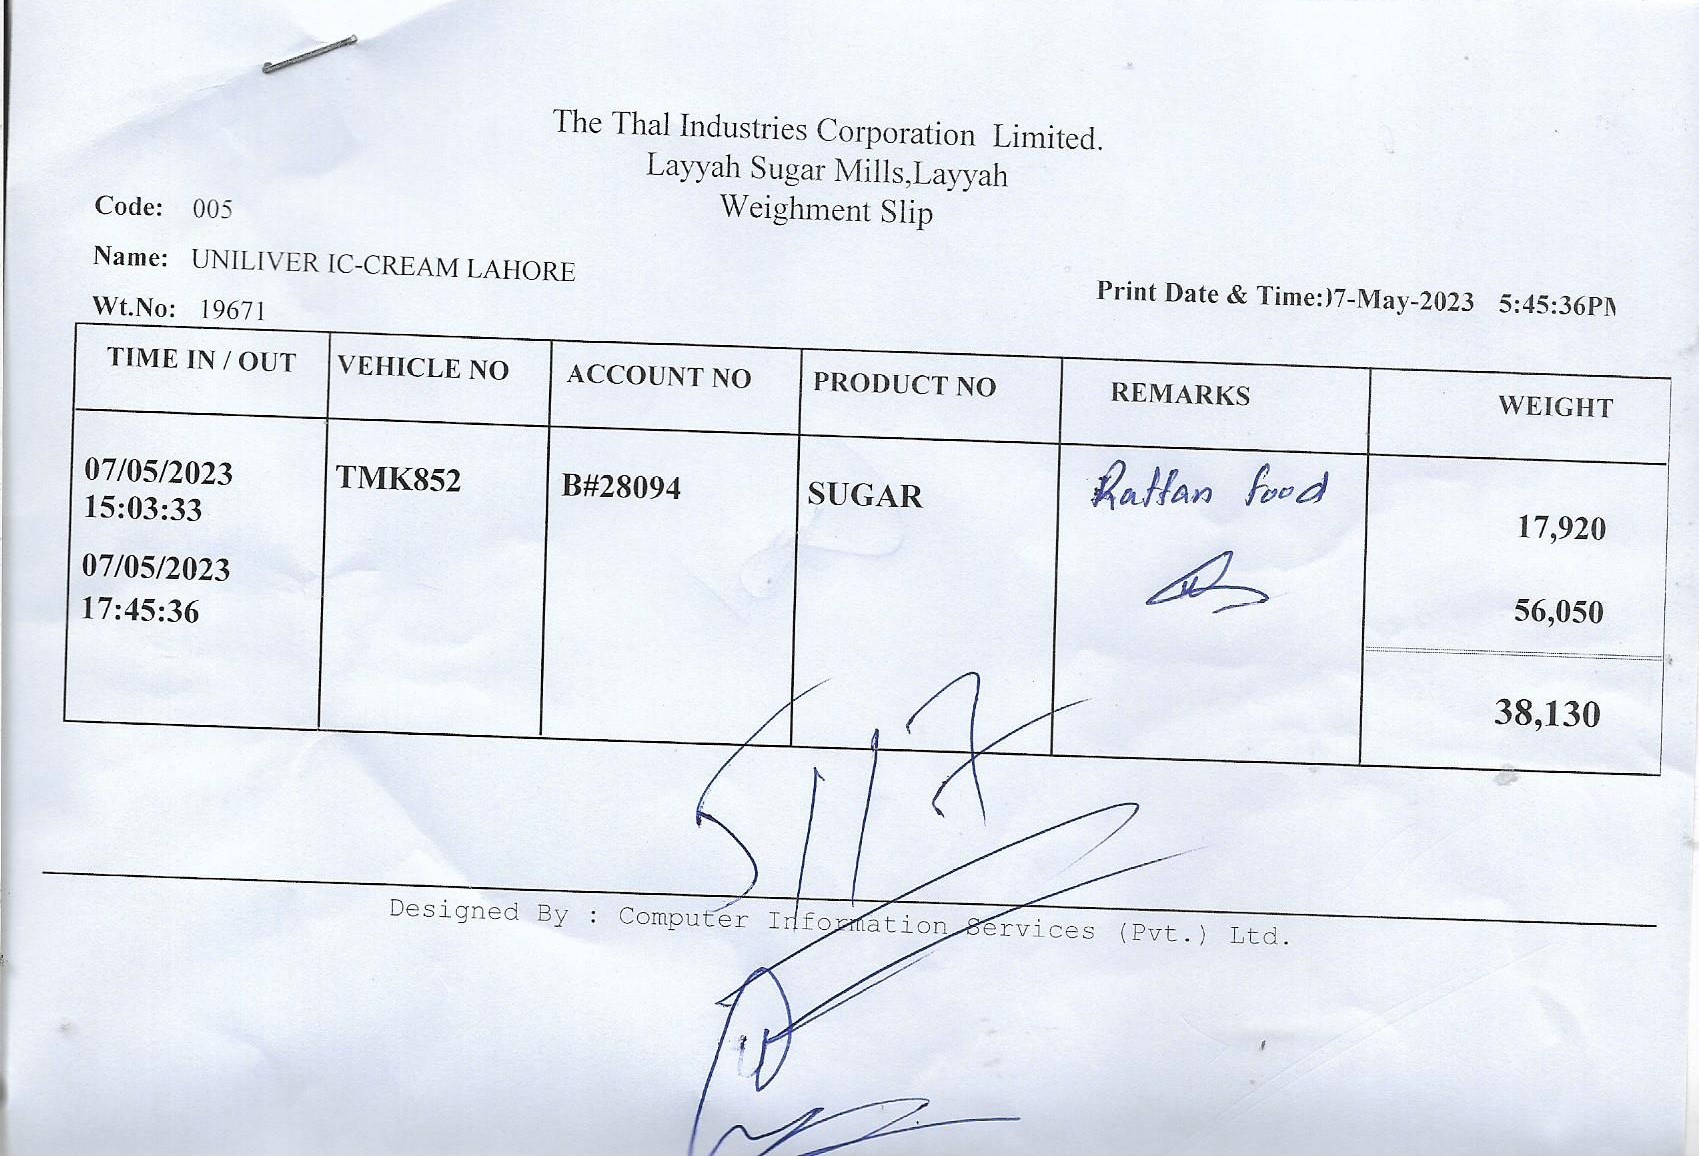 The Thal Industries Corporation Limited.
Layyah Sugar Mills,Layyah
Weighment Slip
Code: 005
Name: UNILIVER IC-CREAM LAHORE
Print Date & Time:)7-May-2023 5:45:36PM
Wt.No: 19671
TIME IN / OUT VEHICLE NO ACCOUNT NO PRODUCT NO REMARKS WEIGHT
07/05/2023 TMK852 B#28094 SUGAR Rattan food
15:03:33 17,920
07/05/2023
17:45:36 56,050
38,130
Designed By : Computer Information Services (Pvt.) Ltd.